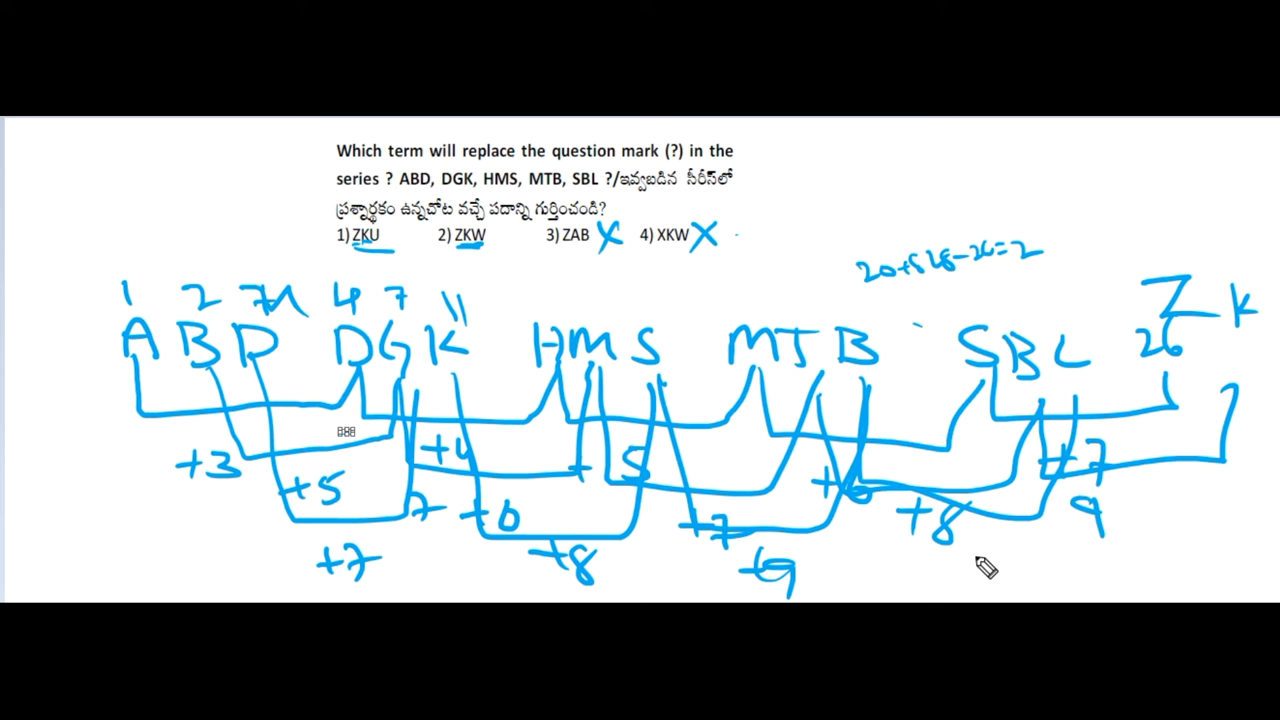 Which term will replace the question mark (?) in the
series ? ABD, DGK, HMS, MTB, SBL ?/ఇవ్వబడిన సీరీస్‌లో
ప్రశ్నార్థకం ఉన్నచోట వచ్చే పదాన్ని గుర్తించండి?
1) ZKU 2) ZKW 3) ZAB X 4) XKW X
20+8 28-26=2
1 2 4 7 11
A B D D G K H M S M T B S B L 26 Z K
+3 +5 +4 7 +6 +5 +7 +6 +8 +7 9
+7 +8 +9